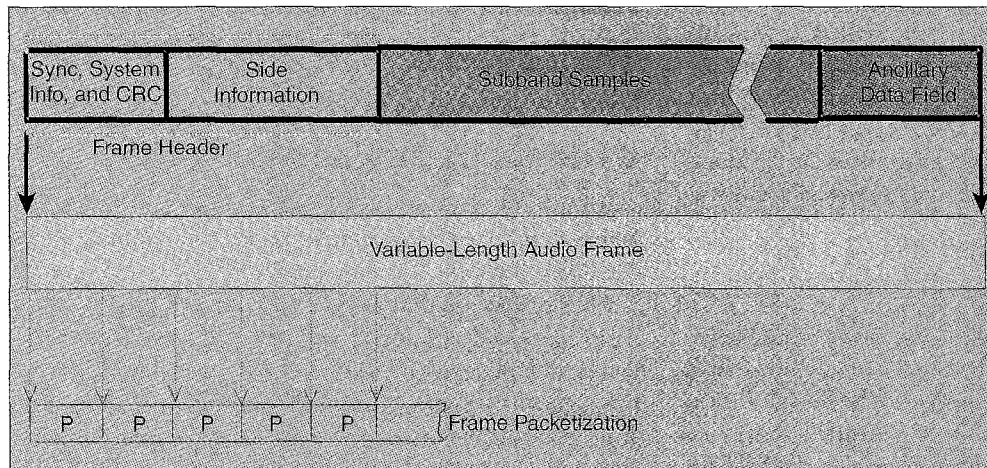 Sync, System
Info, and CRC
Side
Information
Subband Samples
Ancillary
Data Field
Frame Header
Variable-Length Audio Frame
P P P P P
Frame Packetization